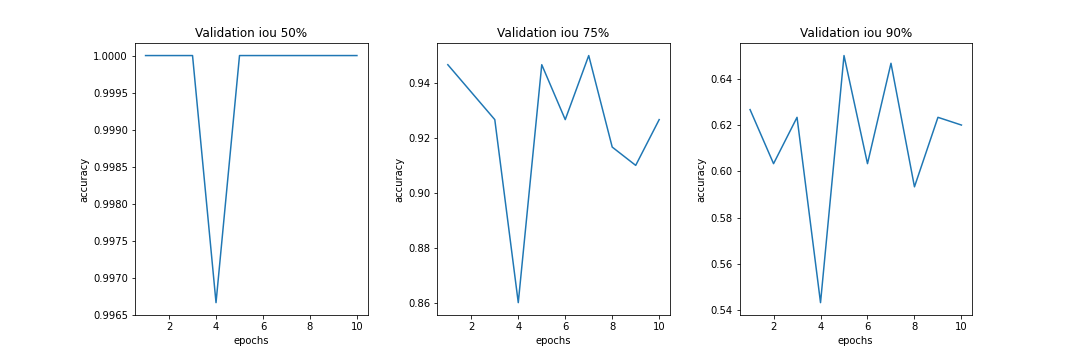 Validation iou 50%
accuracy
1.0000
0.9995
0.9990
0.9985
0.9980
0.9975
0.9970
0.9965
2 4 6 8 10
epochs
Validation iou 75%
accuracy
0.94
0.92
0.90
0.88
0.86
2 4 6 8 10
epochs
Validation iou 90%
accuracy
0.64
0.62
0.60
0.58
0.56
0.54
2 4 6 8 10
epochs